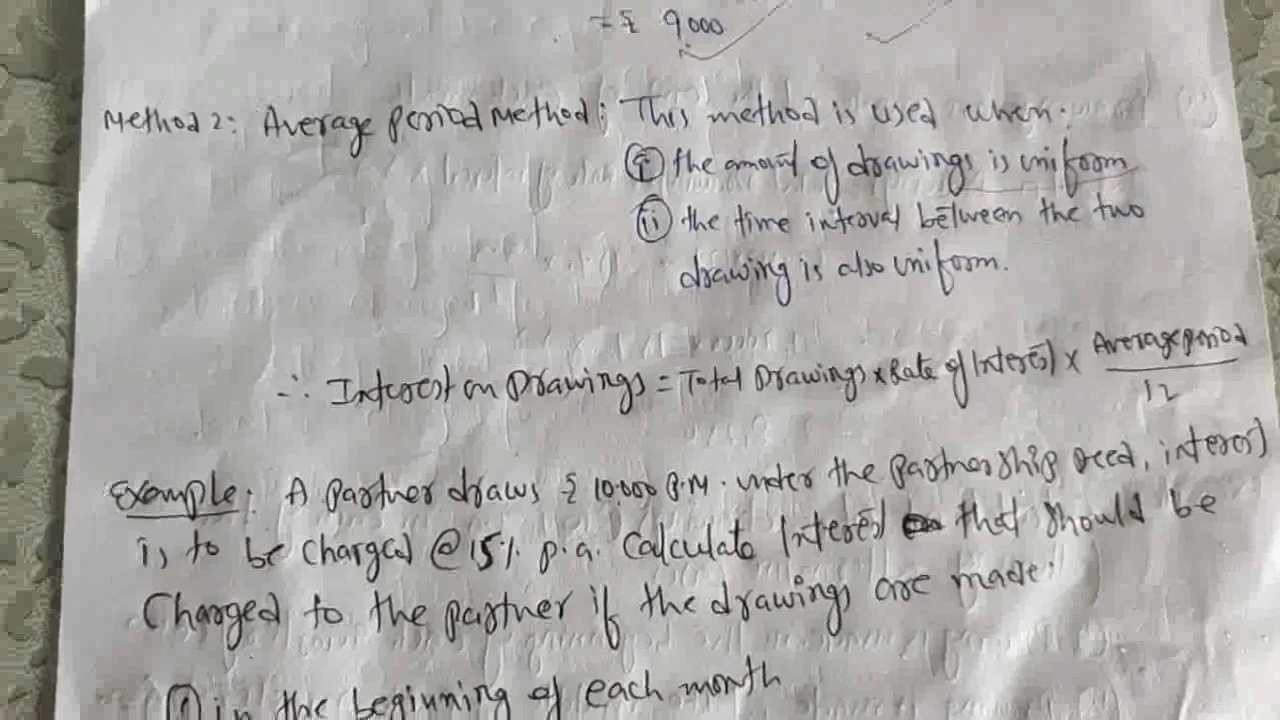 = ₹ 9,000
Method 2: Average Period Method: This method is used when:
(i) the amount of drawings is uniform
(ii) the time interval between the two
drawing is also uniform.
∴ Interest on Drawings = Total Drawings × Rate of Interest × Average period / 12
Example: A partner draws ₹ 10,000 P.M. under the partnership deed, interest
is to be charged @ 15% p.a. Calculate Interest that should be
Charged to the partner if the drawings are made:
(i) in the beginning of each month